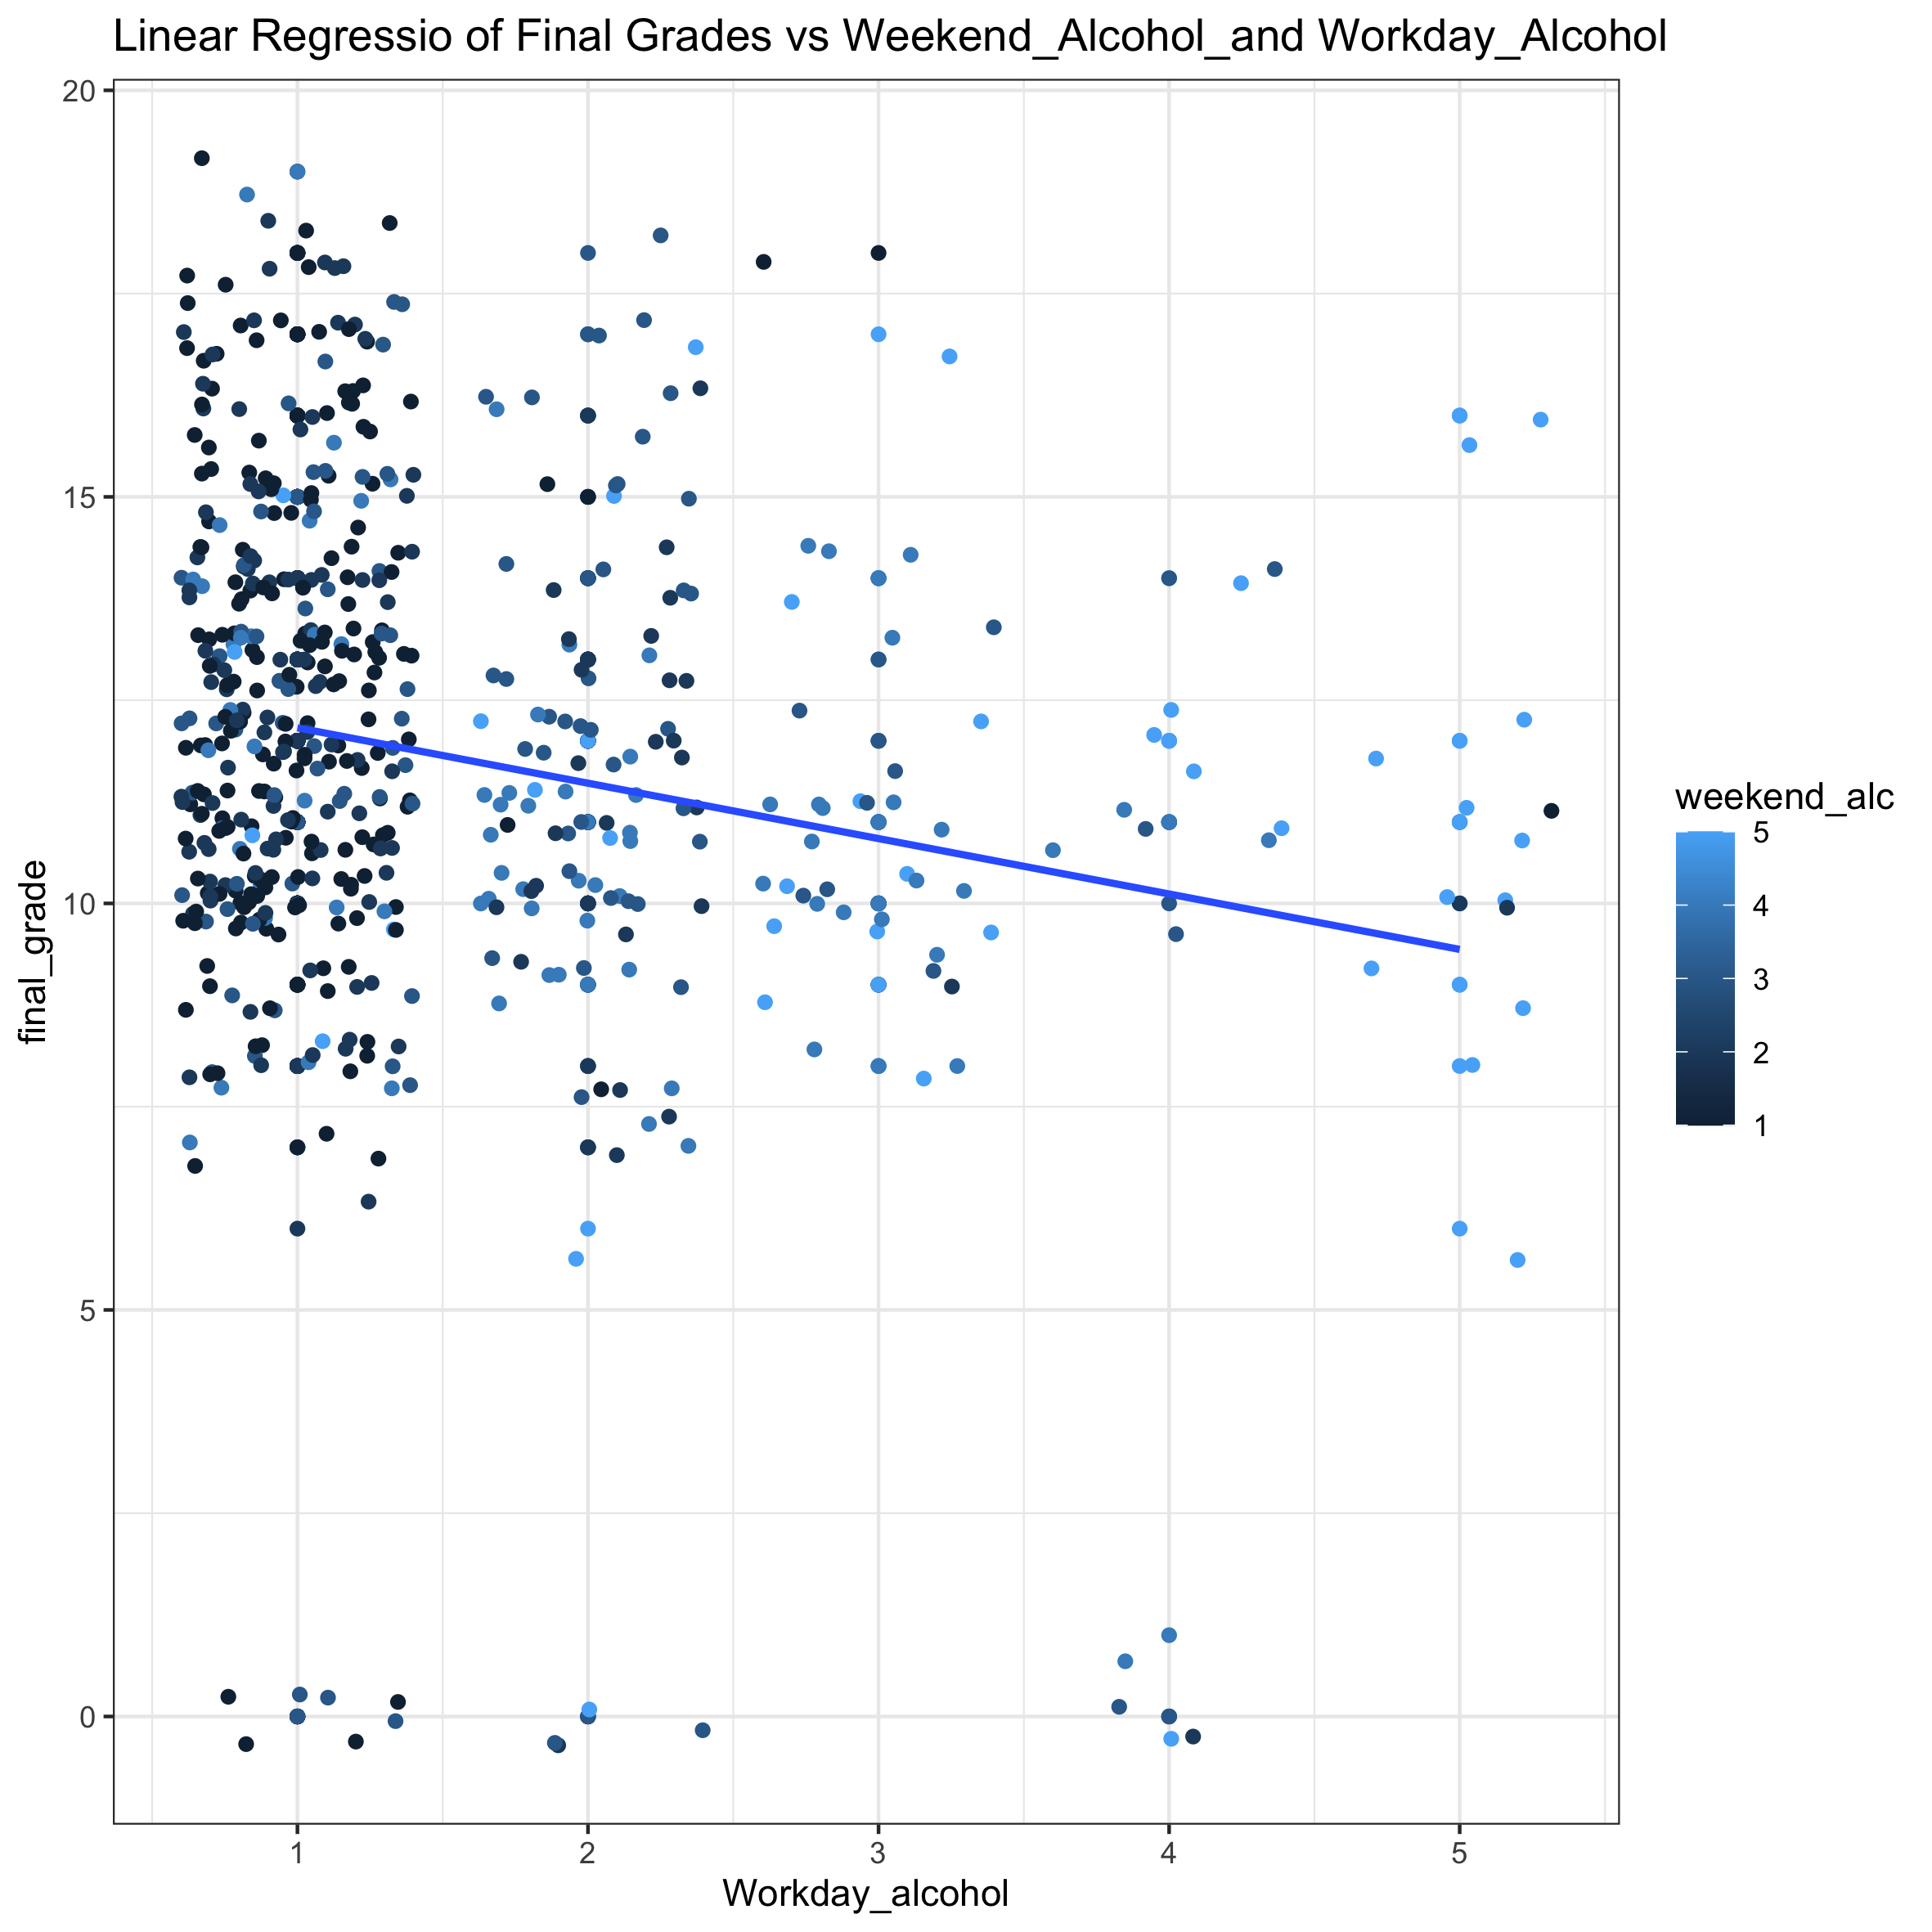 Linear Regressio of Final Grades vs Weekend_Alcohol_and Workday_Alcohol
20
15
10
5
0
final_grade
1 2 3 4 5
Workday_alcohol
weekend_alc
5
4
3
2
1